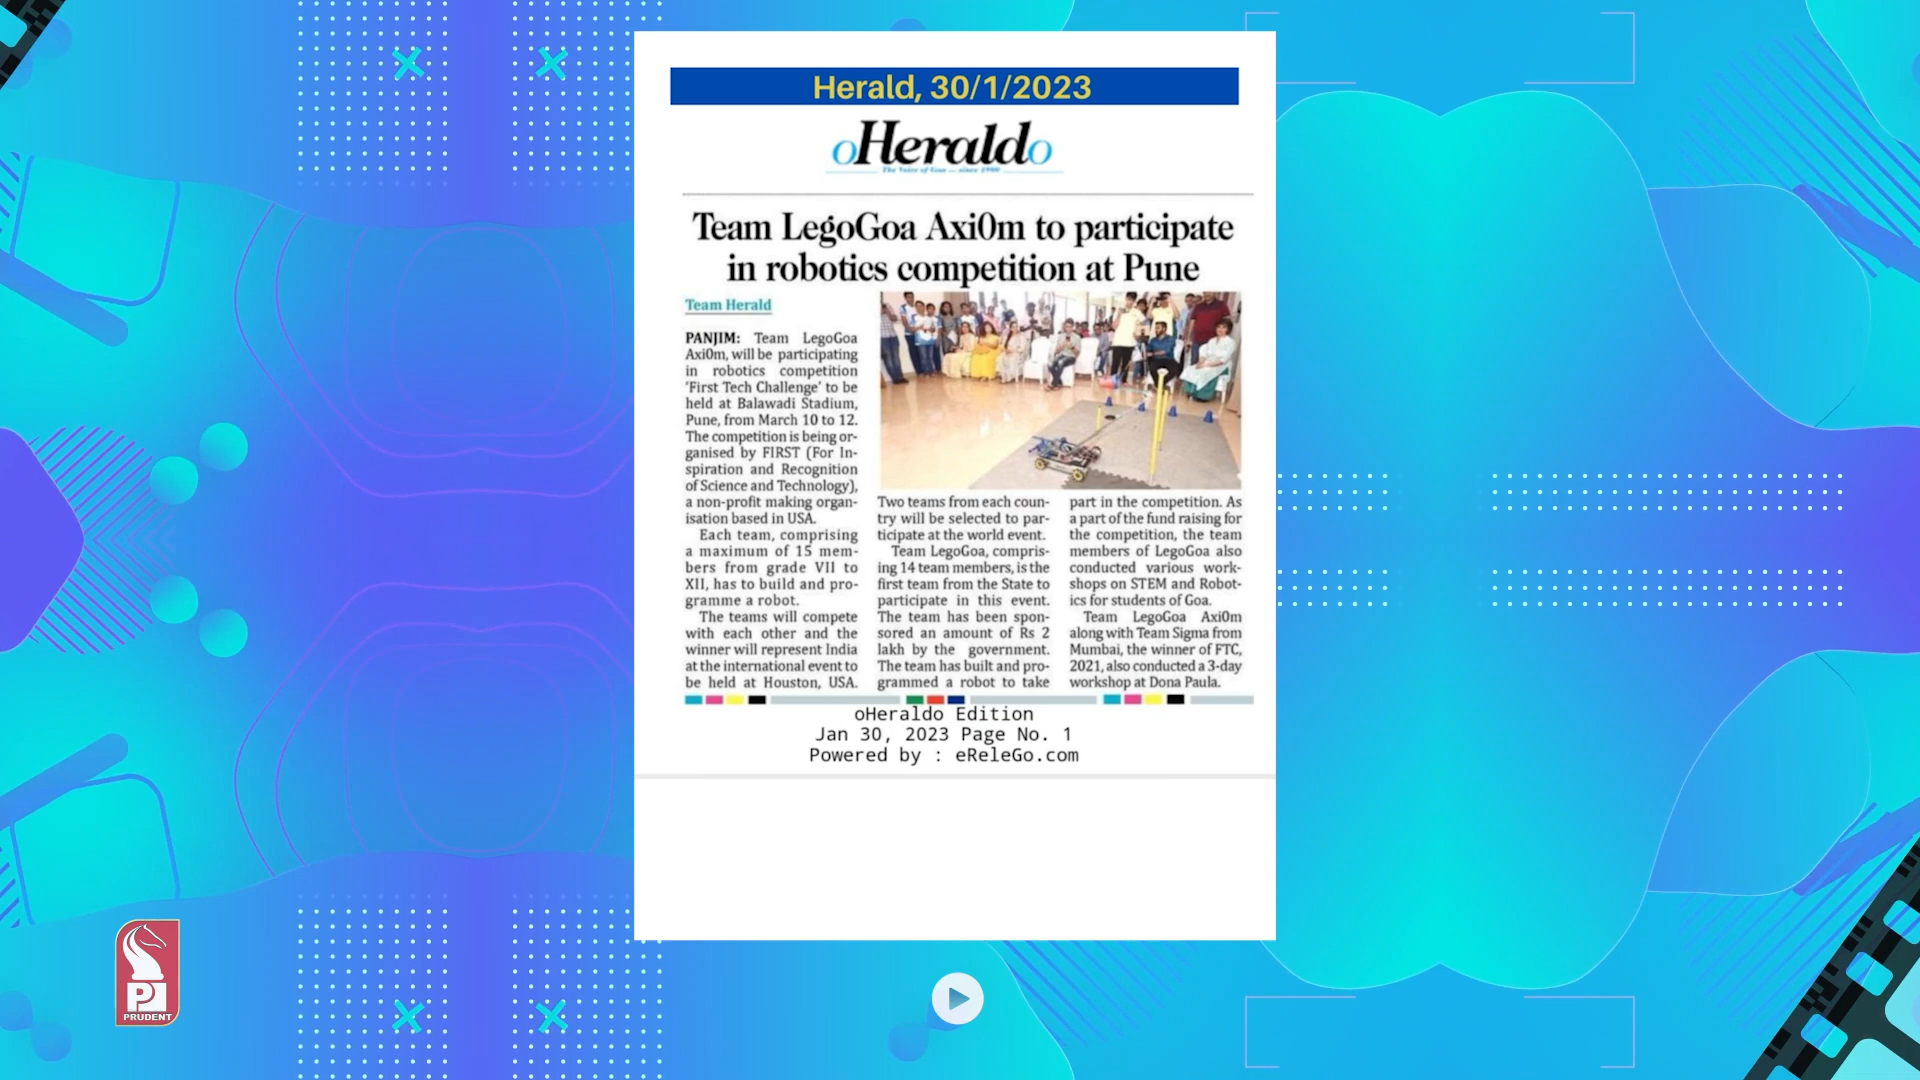 Herald, 30/1/2023
oHeraldo
The Voice of Goa — since 1900
Team LegoGoa Axi0m to participate
in robotics competition at Pune
Team Herald
PANJIM: Team LegoGoa
Axi0m, will be participating
in robotics competition
'First Tech Challenge' to be
held at Balawadi Stadium,
Pune, from March 10 to 12.
The competition is being or-
ganised by FIRST (For In-
spiration and Recognition
of Science and Technology),
a non-profit making organ-
isation based in USA.
Each team, comprising
a maximum of 15 mem-
bers from grade VII to
XII, has to build and pro-
gramme a robot.
The teams will compete
with each other and the
winner will represent India
at the international event to
be held at Houston, USA.
Two teams from each coun-
try will be selected to par-
ticipate at the world event.
Team LegoGoa, compris-
ing 14 team members, is the
first team from the State to
participate in this event.
The team has been spon-
sored an amount of Rs 2
lakh by the government.
The team has built and pro-
grammed a robot to take
part in the competition. As
a part of the fund raising for
the competition, the team
members of LegoGoa also
conducted various work-
shops on STEM and Robot-
ics for students of Goa.
Team LegoGoa Axi0m
along with Team Sigma from
Mumbai, the winner of FTC,
2021, also conducted a 3-day
workshop at Dona Paula.
oHeraldo Edition
Jan 30, 2023 Page No. 1
Powered by : eReleGo.com
P
PRUDENT